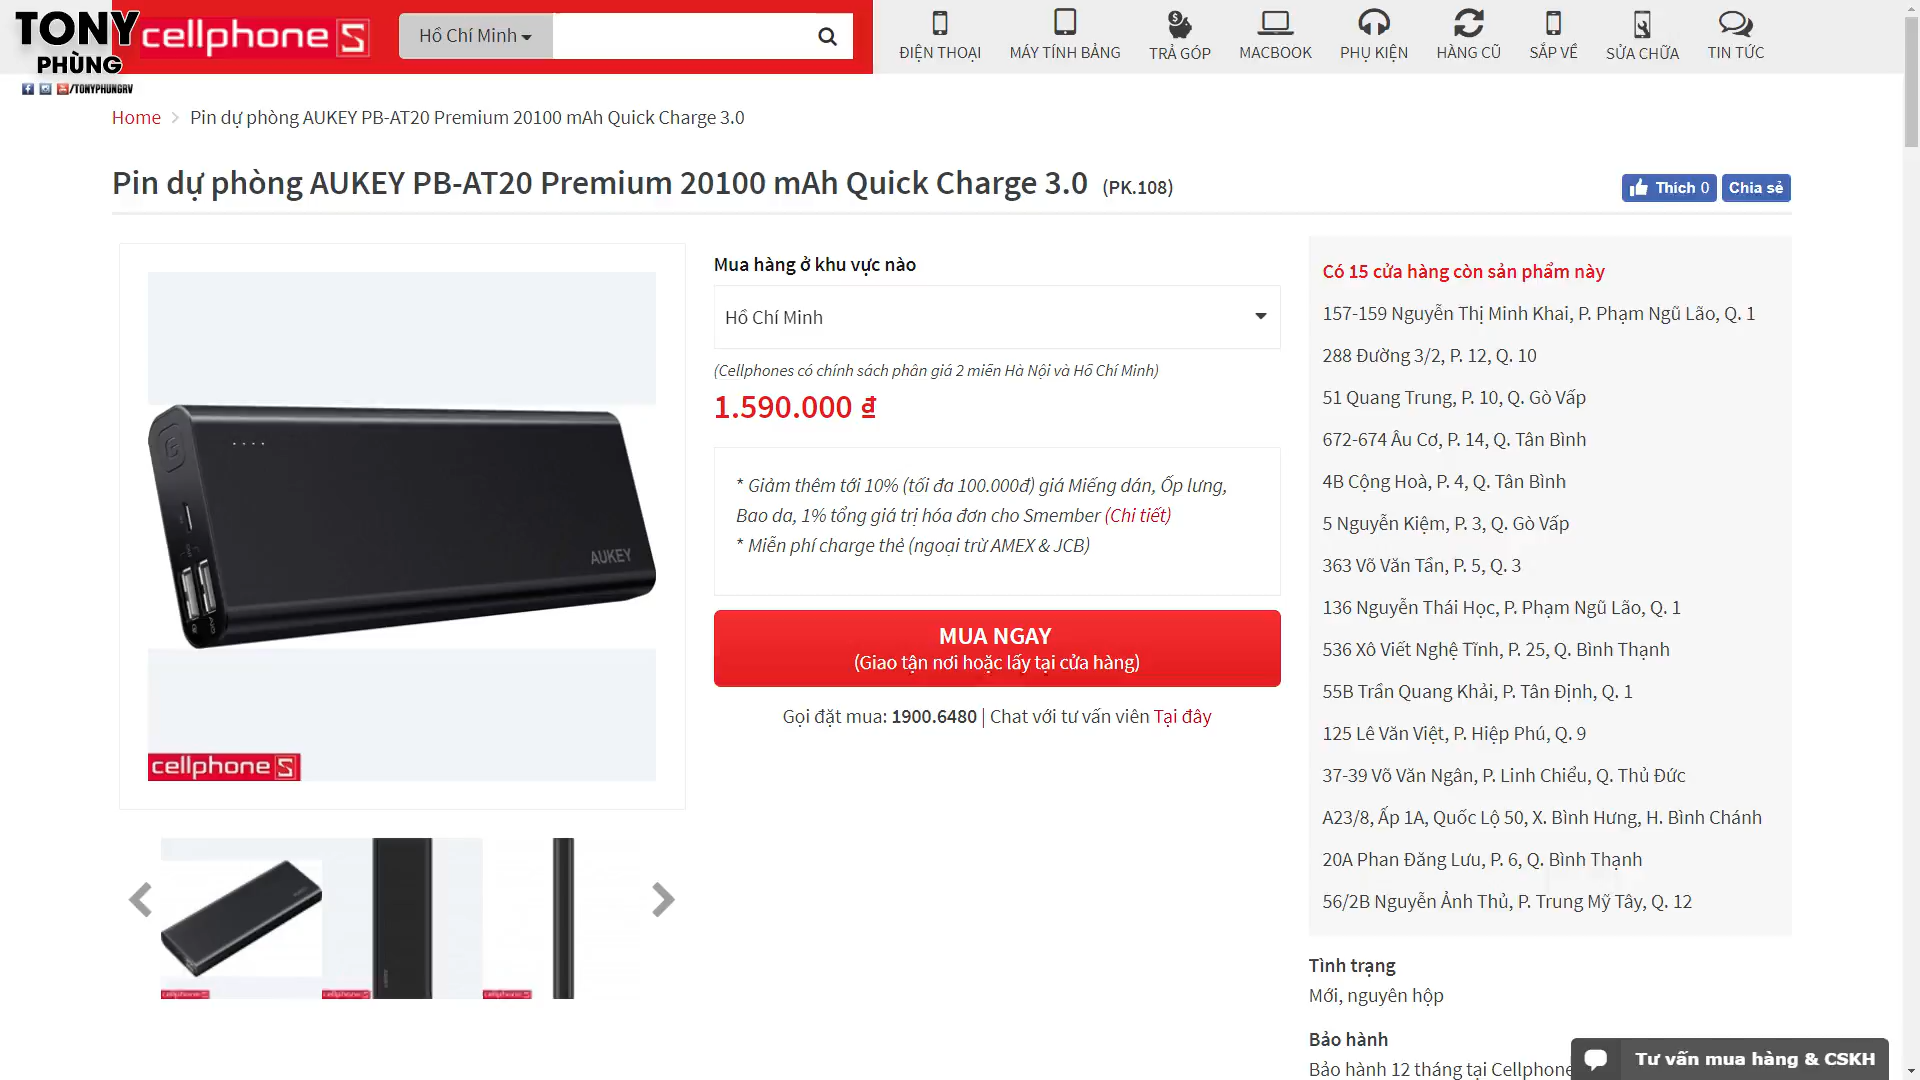 TONY
PHÙNG
/TONYPHUNGRV
cellphoneS
Hồ Chí Minh
ĐIỆN THOẠI
MÁY TÍNH BẢNG
TRẢ GÓP
MACBOOK
PHỤ KIỆN
HÀNG CŨ
SẮP VỀ
SỬA CHỮA
TIN TỨC
Home > Pin dự phòng AUKEY PB-AT20 Premium 20100 mAh Quick Charge 3.0
Pin dự phòng AUKEY PB-AT20 Premium 20100 mAh Quick Charge 3.0 (PK.108)
Thích 0
Chia sẻ
AUKEY
cellphoneS
cellphoneS
cellphoneS
cellphoneS
Mua hàng ở khu vực nào
Hồ Chí Minh
(Cellphones có chính sách phân giá 2 miền Hà Nội và Hồ Chí Minh)
1.590.000 ₫
* Giảm thêm tới 10% (tối đa 100.000đ) giá Miếng dán, Ốp lưng,
Bao da, 1% tổng giá trị hóa đơn cho Smember (Chi tiết)
* Miễn phí charge thẻ (ngoại trừ AMEX & JCB)
MUA NGAY
(Giao tận nơi hoặc lấy tại cửa hàng)
Gọi đặt mua: 1900.6480 | Chat với tư vấn viên Tại đây
Có 15 cửa hàng còn sản phẩm này
157-159 Nguyễn Thị Minh Khai, P. Phạm Ngũ Lão, Q. 1
288 Đường 3/2, P. 12, Q. 10
51 Quang Trung, P. 10, Q. Gò Vấp
672-674 Âu Cơ, P. 14, Q. Tân Bình
4B Cộng Hoà, P. 4, Q. Tân Bình
5 Nguyễn Kiệm, P. 3, Q. Gò Vấp
363 Võ Văn Tần, P. 5, Q. 3
136 Nguyễn Thái Học, P. Phạm Ngũ Lão, Q. 1
536 Xô Viết Nghệ Tĩnh, P. 25, Q. Bình Thạnh
55B Trần Quang Khải, P. Tân Định, Q. 1
125 Lê Văn Việt, P. Hiệp Phú, Q. 9
37-39 Võ Văn Ngân, P. Linh Chiểu, Q. Thủ Đức
A23/8, Ấp 1A, Quốc Lộ 50, X. Bình Hưng, H. Bình Chánh
20A Phan Đăng Lưu, P. 6, Q. Bình Thạnh
56/2B Nguyễn Ảnh Thủ, P. Trung Mỹ Tây, Q. 12
Tình trạng
Mới, nguyên hộp
Bảo hành
Bảo hành 12 tháng tại Cellphone
Tư vấn mua hàng & CSKH